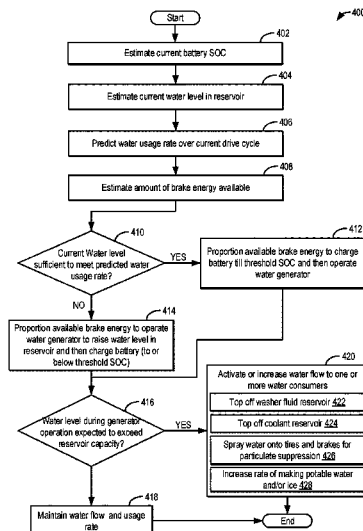 400
Start
402
Estimate current battery SOC
404
Estimate current water level in reservoir
406
Predict water usage rate over current drive cycle
408
Estimate amount of brake energy available
410
Current Water level
sufficient to meet predicted water
usage rate?
YES
NO
412
Proportion available brake energy to charge
battery till threshold SOC and then operate
water generator
414
Proportion available brake energy to operate
water generator to raise water level in
reservoir and then charge battery (to or
below threshold SOC)
416
Water level during generator
operation expected to exceed
reservoir capacity?
YES
420
Activate or increase water flow to one or
more water consumers
Top off washer fluid reservoir 422
Top off coolant reservoir 424
Spray water onto tires and brakes for
particulate suppression 426
Increase rate of making potable water
and/or ice 428
418
Maintain water flow and usage
rate
End